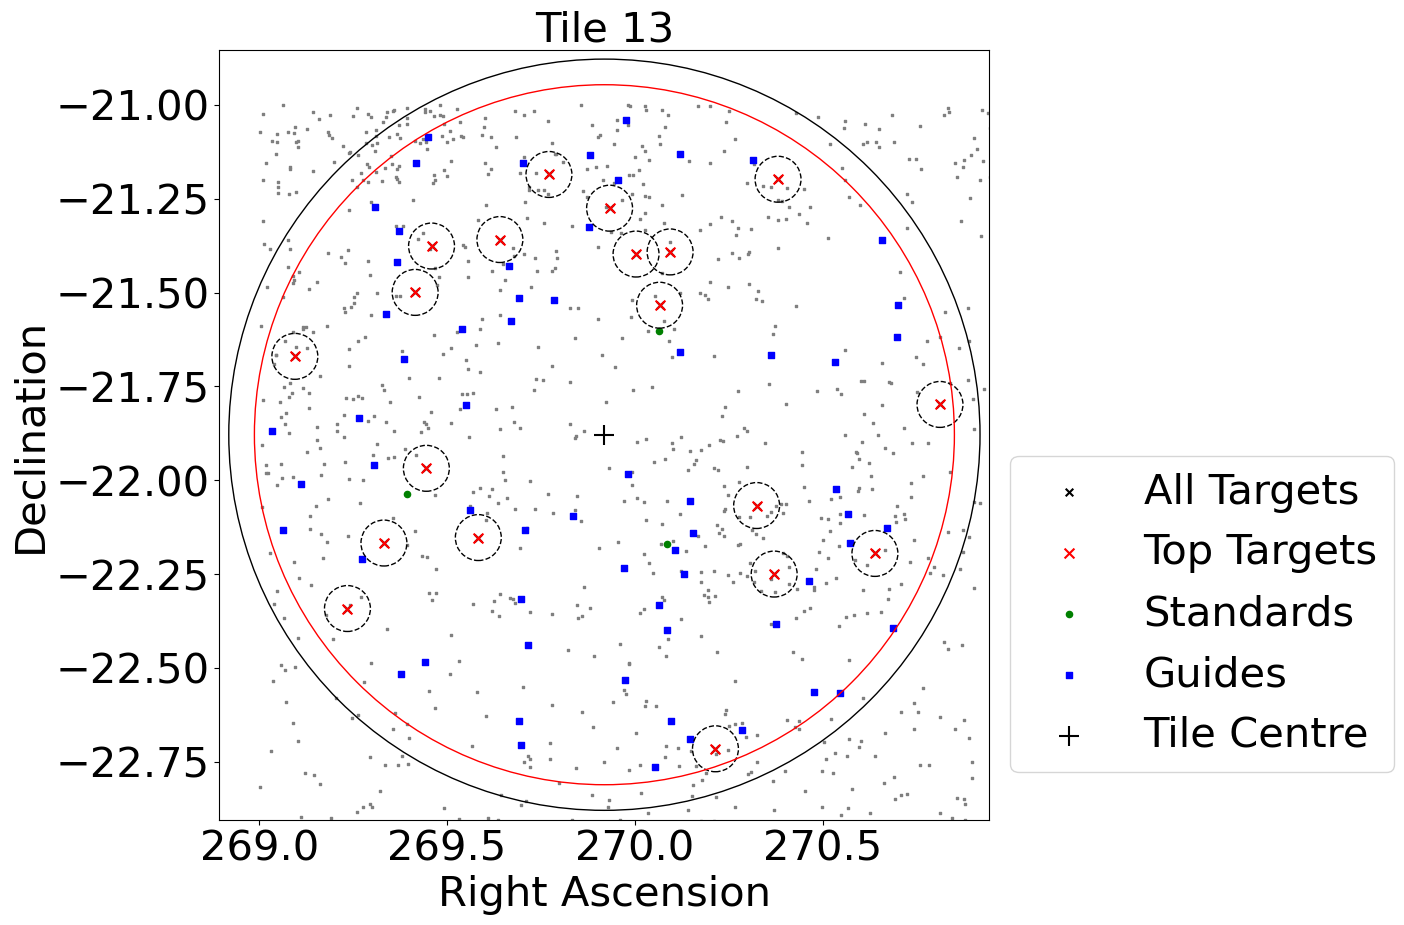 Tile 13
−21.00
−21.25
−21.50
−21.75
−22.00
−22.25
−22.50
−22.75
Declination
269.0 269.5 270.0 270.5
Right Ascension
All Targets
Top Targets
Standards
Guides
Tile Centre